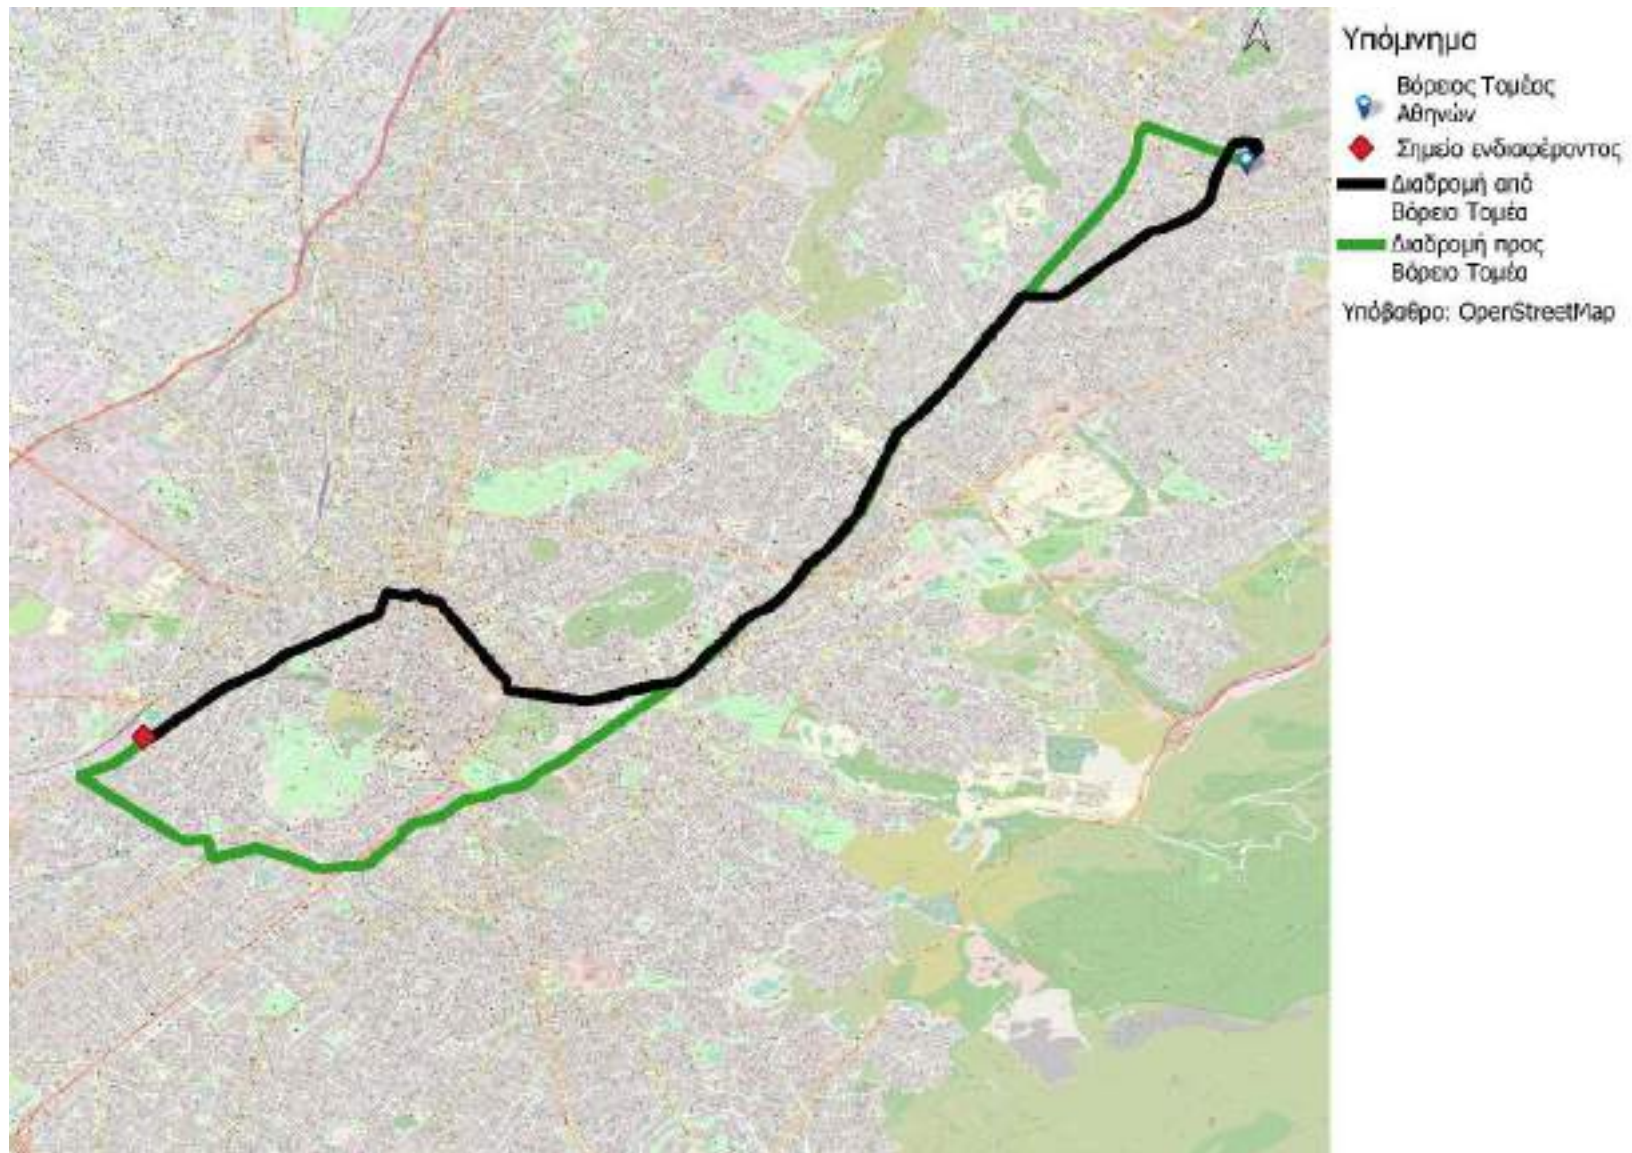 Υπόμνημα
Βόρειος Τομέας
Αθηνών
Σημείο ενδιαφέροντος
Διαδρομή από
Βόρειο Τομέα
Διαδρομή προς
Βόρειο Τομέα
Υπόβαθρο: OpenStreetMap